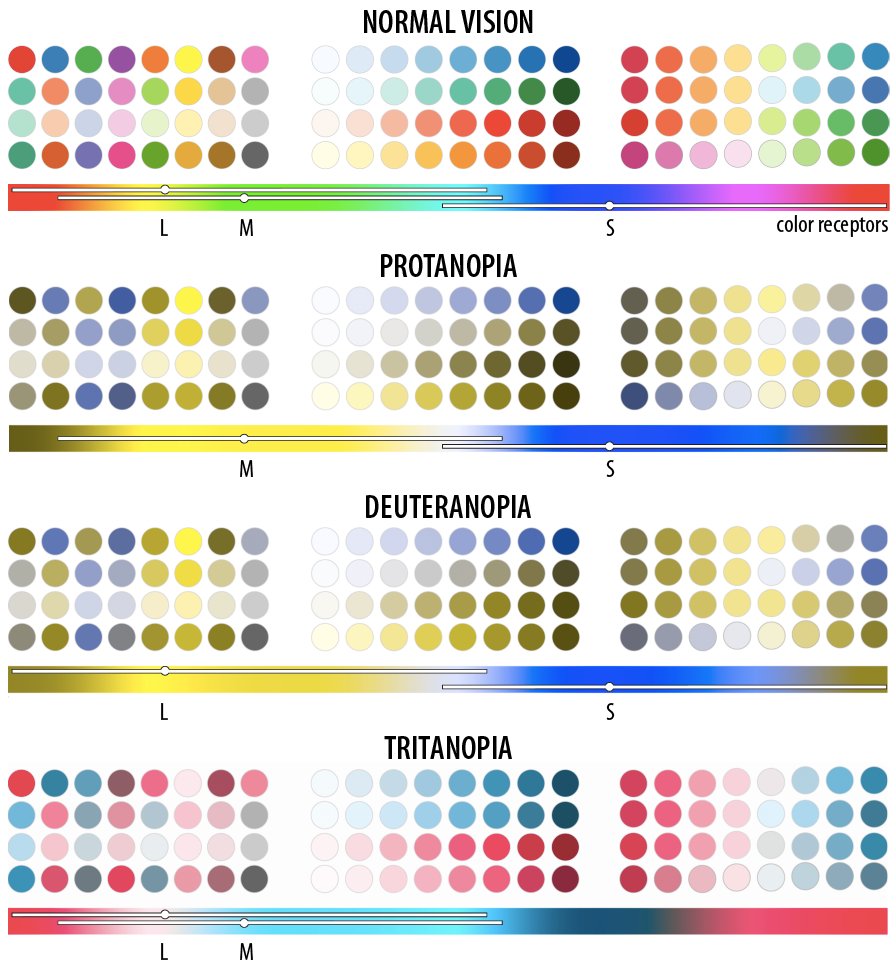 NORMAL VISION
L M S color receptors
PROTANOPIA
M S
DEUTERANOPIA
L S
TRITANOPIA
L M